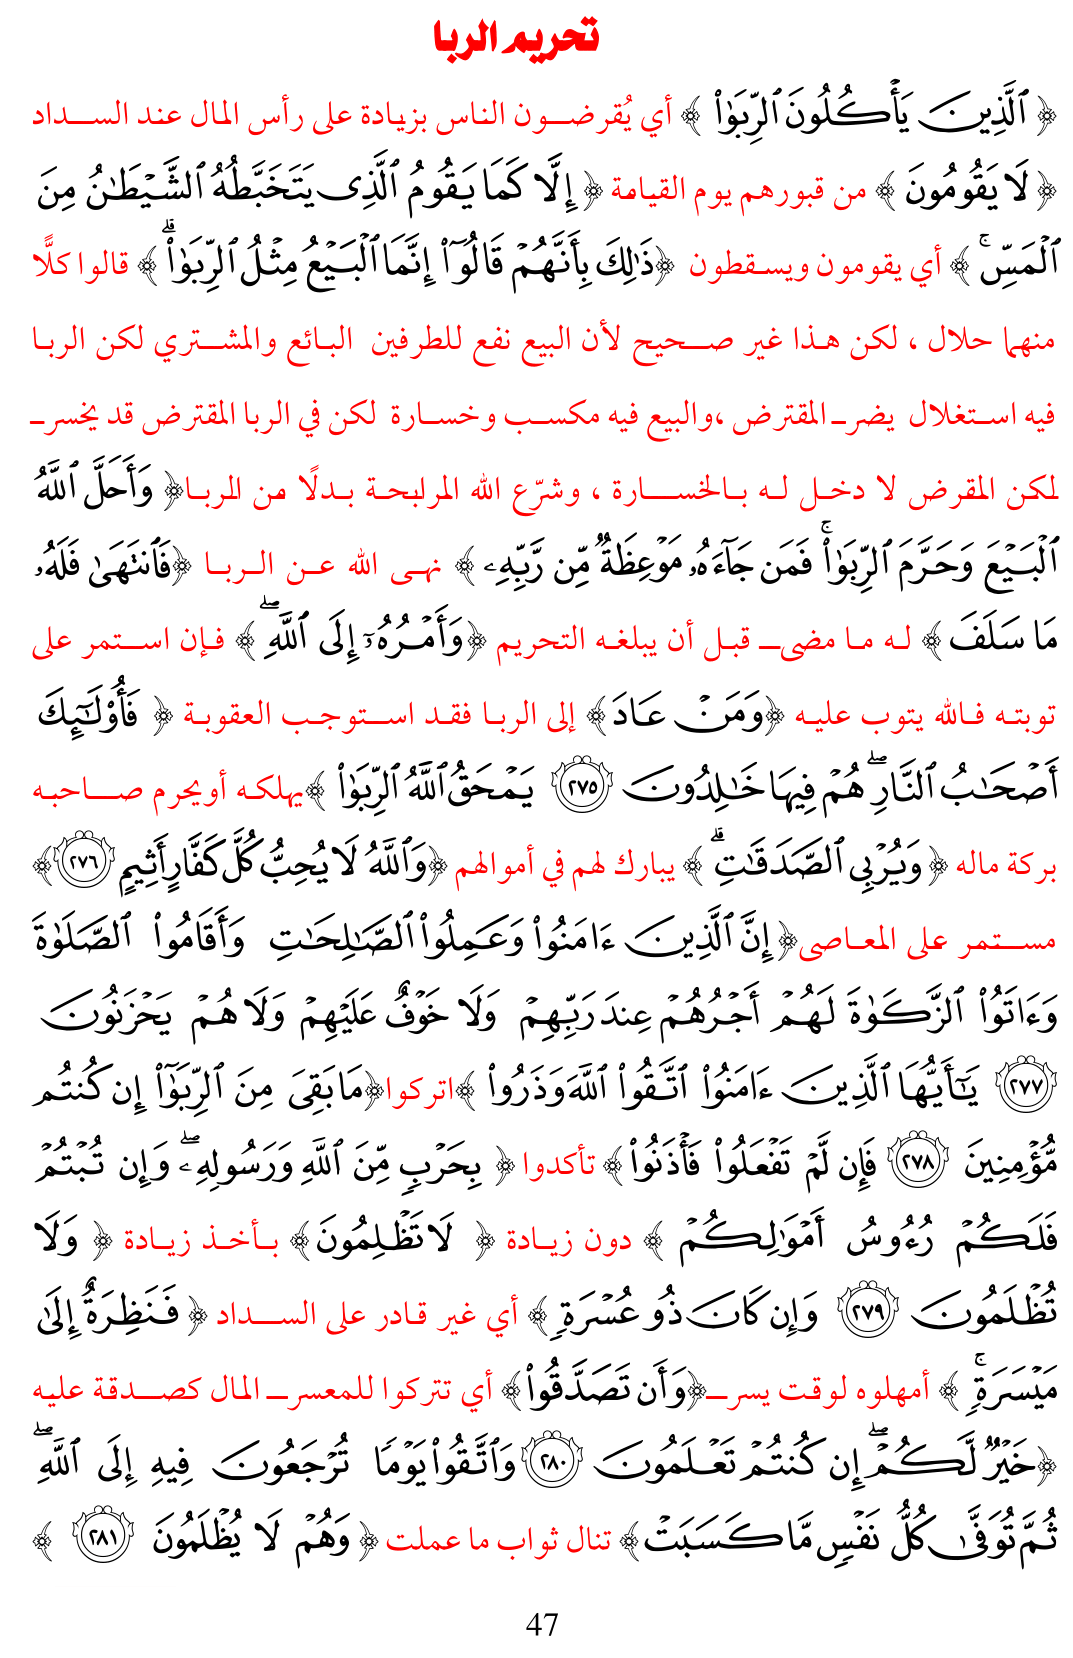 تحريم الربا
﴿ ٱلَّذِينَ يَأۡكُلُونَ ٱلرِّبَوٰاْ ﴾ أي يُقرضون الناس بزيادة على رأس المال عند السداد
﴿ لَا يَقُومُونَ ﴾ من قبورهم يوم القيامة ﴿ إِلَّا كَمَا يَقُومُ ٱلَّذِي يَتَخَبَّطُهُ ٱلشَّيۡطَٰنُ مِنَ
ٱلۡمَسِّۚ ﴾ أي يقومون ويسقطون ﴿ذَٰلِكَ بِأَنَّهُمۡ قَالُوٓاْ إِنَّمَا ٱلۡبَيۡعُ مِثۡلُ ٱلرِّبَوٰاْۗ﴾ قالوا كلًّا
منهما حلال ، لكن هذا غير صحيح لأن البيع نفع للطرفين البائع والمشتري لكن الربا
فيه استغلال يضر المقترض ،والبيع فيه مكسب وخسارة لكن في الربا المقترض قد يخسر
لمكن المقرض لا دخل له بالخسارة ، وشرّع الله المرابحة بدلًا من الربا﴿ وَأَحَلَّ ٱللَّهُ
ٱلۡبَيۡعَ وَحَرَّمَ ٱلرِّبَوٰاْۚ فَمَن جَآءَهُۥ مَوۡعِظَةٞ مِّن رَّبِّهِۦ ﴾ نهى الله عن الربا ﴿فَٱنتَهَىٰ فَلَهُۥ
مَا سَلَفَ ﴾ له ما مضى قبل أن يبلغه التحريم ﴿وَأَمۡرُهُۥٓ إِلَى ٱللَّهِۖ ﴾ فإن استمر على
توبته فالله يتوب عليه ﴿وَمَنۡ عَادَ﴾ إلى الربا فقد استوجب العقوبة ﴿ فَأُوْلَٰٓئِكَ
أَصۡحَٰبُ ٱلنَّارِۖ هُمۡ فِيهَا خَٰلِدُونَ ٢٧٥ يَمۡحَقُ ٱللَّهُ ٱلرِّبَوٰاْ ﴾يهلكه أويحرم صاحبه
بركة ماله ﴿ وَيُرۡبِي ٱلصَّدَقَٰتِۗ ﴾ يبارك لهم في أموالهم ﴿وَٱللَّهُ لَا يُحِبُّ كُلَّ كَفَّارٍ أَثِيمٍ ٢٧٦ ﴾
مستمر على المعاصى﴿ إِنَّ ٱلَّذِينَ ءَامَنُواْ وَعَمِلُواْ ٱلصَّٰلِحَٰتِ وَأَقَامُواْ ٱلصَّلَوٰةَ
وَءَاتَوُاْ ٱلزَّكَوٰةَ لَهُمۡ أَجۡرُهُمۡ عِندَ رَبِّهِمۡ وَلَا خَوۡفٌ عَلَيۡهِمۡ وَلَا هُمۡ يَحۡزَنُونَ
٢٧٧ يَٰٓأَيُّهَا ٱلَّذِينَ ءَامَنُواْ ٱتَّقُواْ ٱللَّهَ وَذَرُواْ ﴾اتركوا﴿مَا بَقِيَ مِنَ ٱلرِّبَوٰٓاْ إِن كُنتُم
مُّؤۡمِنِينَ ٢٧٨ فَإِن لَّمۡ تَفۡعَلُواْ فَأۡذَنُواْ ﴾ تأكدوا ﴿ بِحَرۡبٖ مِّنَ ٱللَّهِ وَرَسُولِهِۦۖ وَإِن تُبۡتُمۡ
فَلَكُمۡ رُءُوسُ أَمۡوَٰلِكُمۡ ﴾ دون زيادة ﴿ لَا تَظۡلِمُونَ ﴾ بأخذ زيادة ﴿ وَلَا
تُظۡلَمُونَ ٢٧٩ وَإِن كَانَ ذُو عُسۡرَةٖ ﴾ أي غير قادر على السداد ﴿ فَنَظِرَةٌ إِلَىٰ
مَيۡسَرَةٖۚ ﴾ أمهلوه لوقت يسر ﴿وَأَن تَصَدَّقُواْ﴾ أي تتركوا للمعسر المال كصدقة عليه
﴿خَيۡرٞ لَّكُمۡۖ إِن كُنتُمۡ تَعۡلَمُونَ ٢٨٠ وَٱتَّقُواْ يَوۡمٗا تُرۡجَعُونَ فِيهِ إِلَى ٱللَّهِۖ
ثُمَّ تُوَفَّىٰ كُلُّ نَفۡسٖ مَّا كَسَبَتۡ﴾ تنال ثواب ما عملت ﴿ وَهُمۡ لَا يُظۡلَمُونَ ٢٨١ ﴾
47